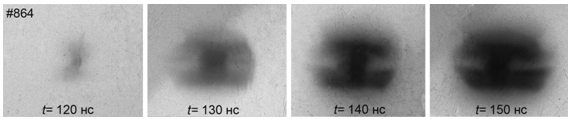 #864
t= 120 нс
t= 130 нс
t= 140 нс
t= 150 нс